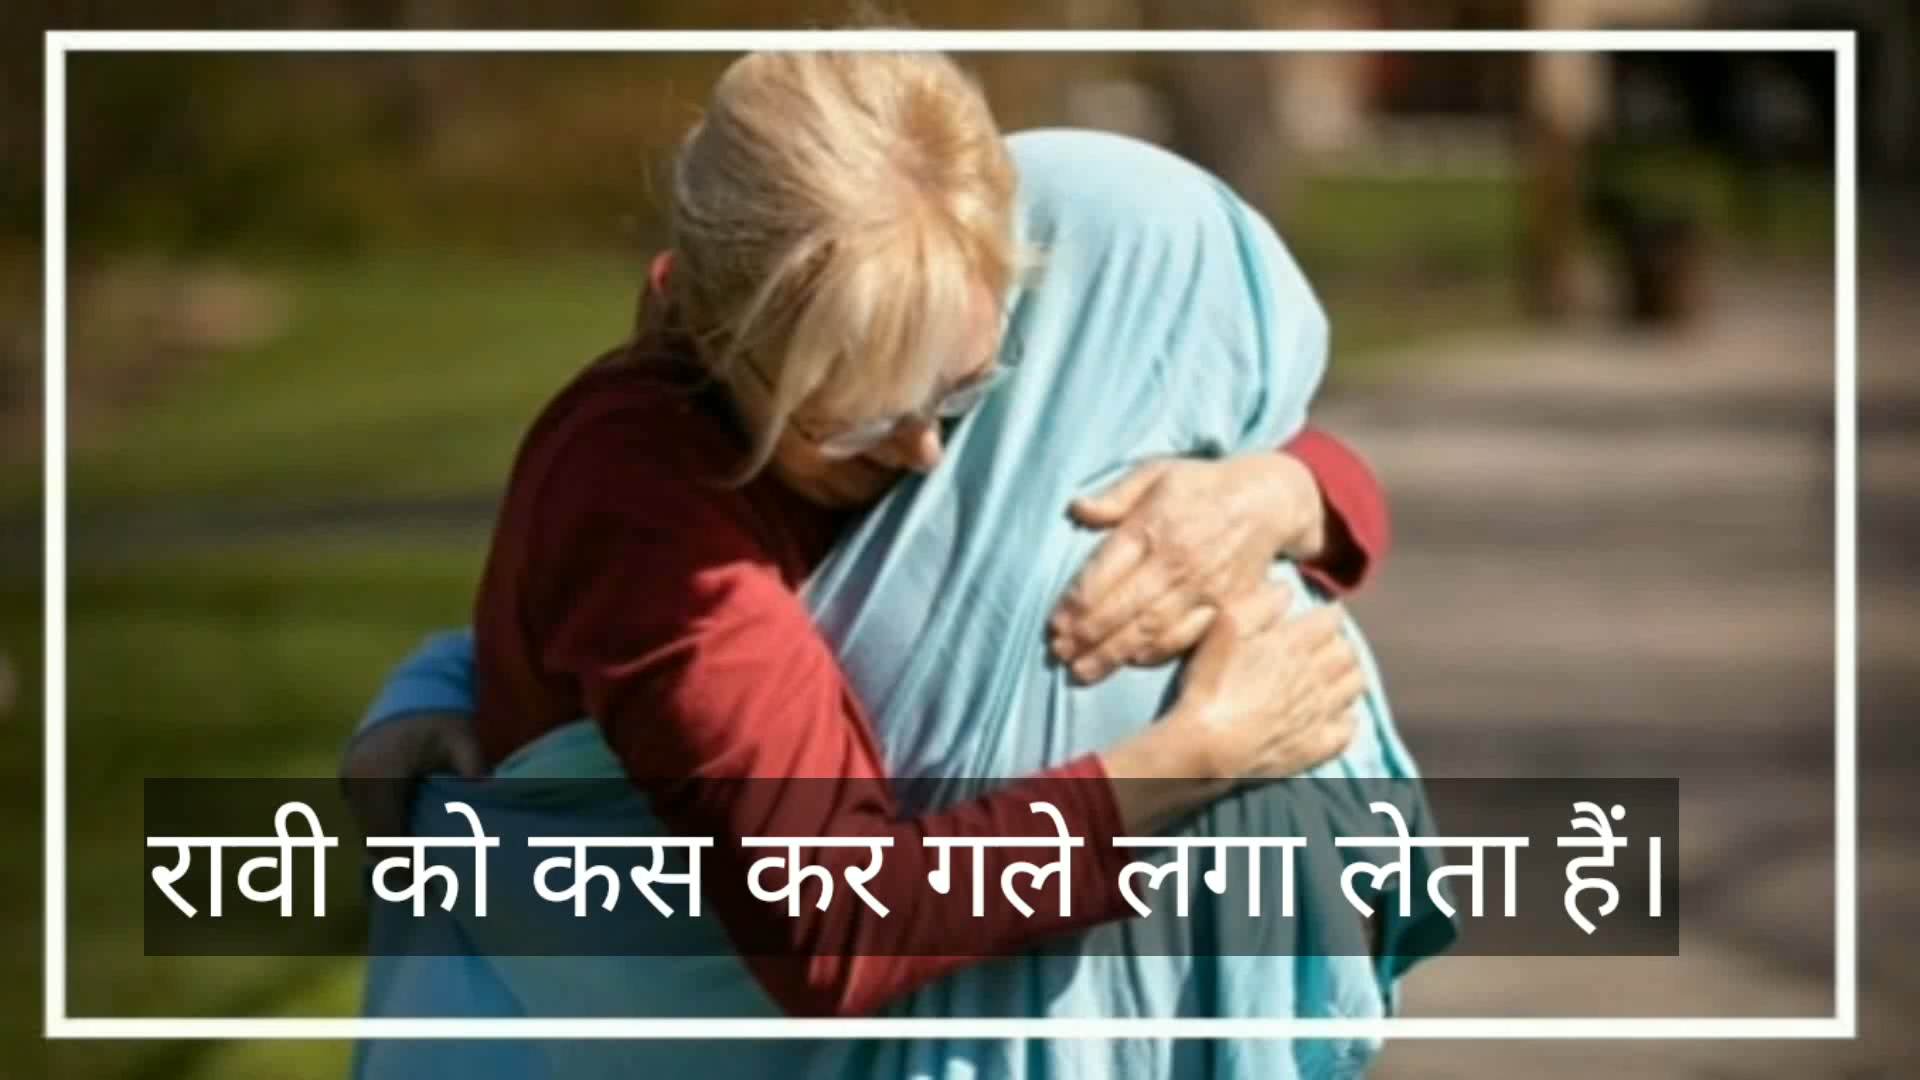 रावी को कस कर गले लगा लेता हैं।